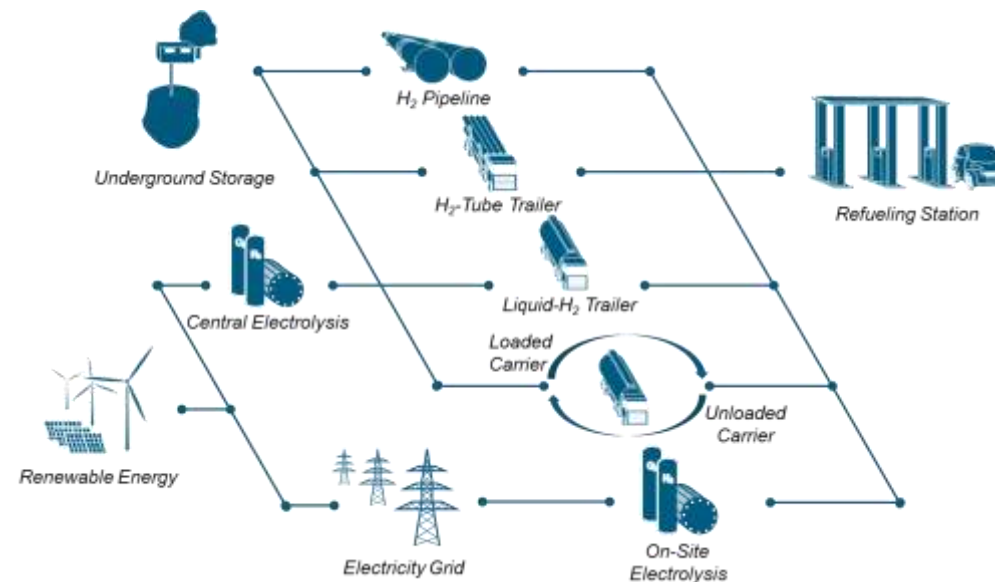 H₂ Pipeline
Underground Storage
H₂-Tube Trailer
Refueling Station
Central Electrolysis
Liquid-H₂ Trailer
Loaded
Carrier
Unloaded
Carrier
Renewable Energy
Electricity Grid
On-Site
Electrolysis